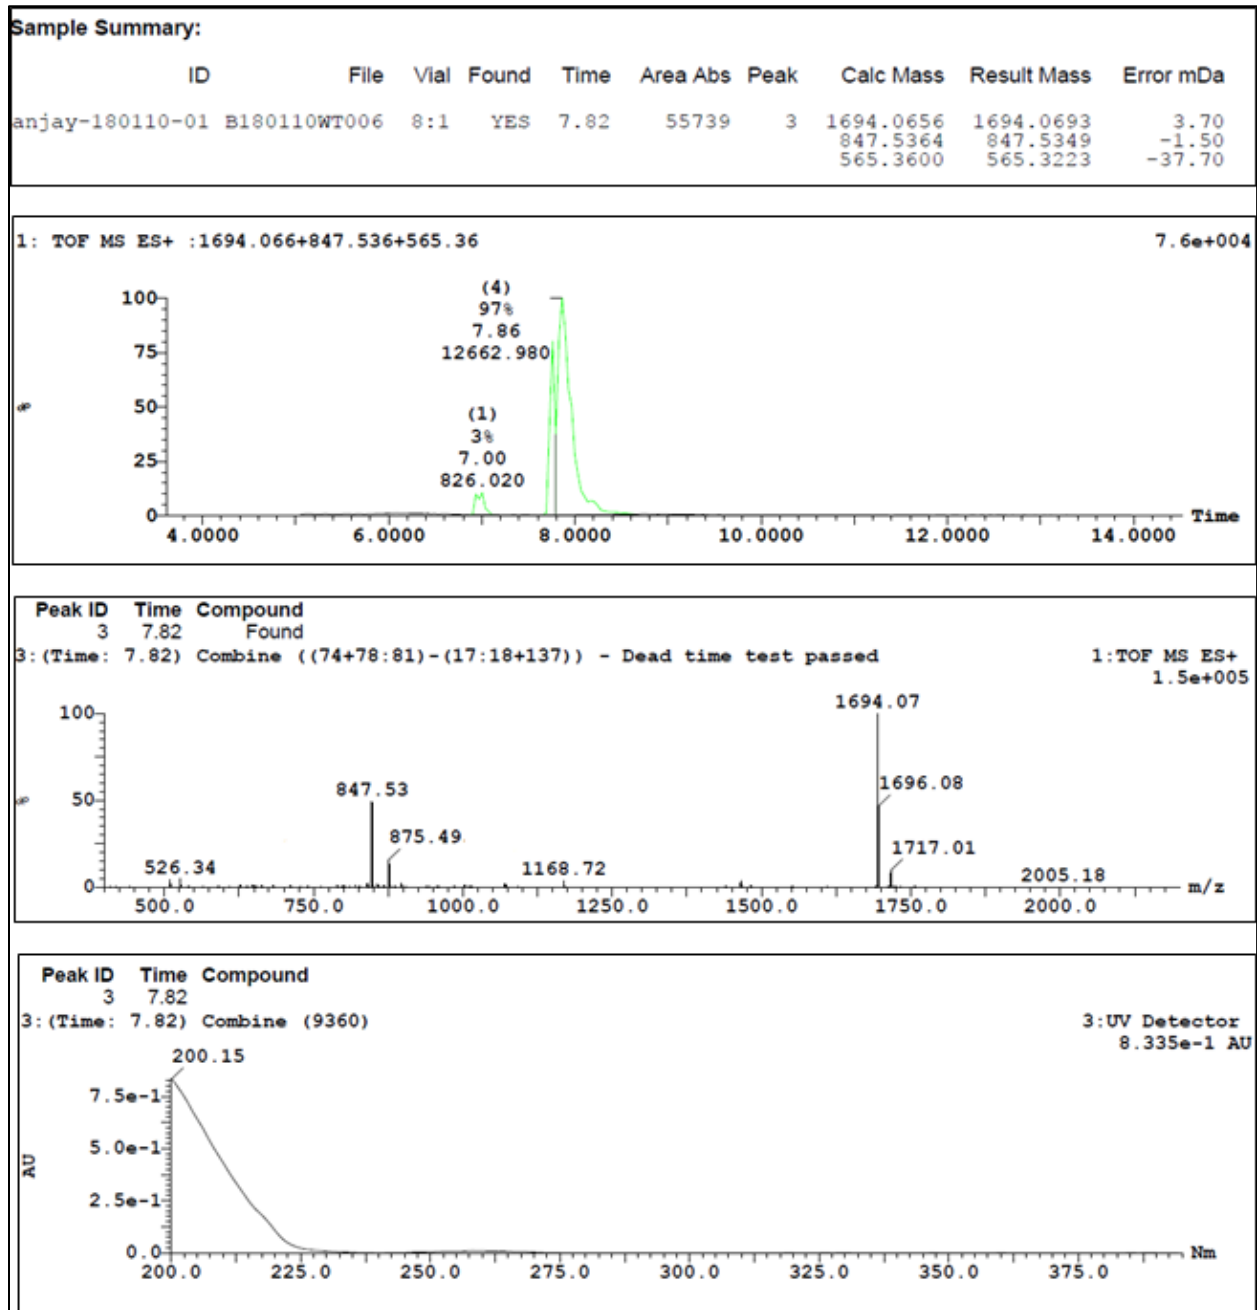 Sample Summary:
ID File Vial Found Time Area Abs Peak Calc Mass Result Mass Error mDa
anjay-180110-01 B180110WT006 8:1 YES 7.82 55739 3 1694.0656 1694.0693 3.70
847.5364 847.5349 -1.50
565.3600 565.3223 -37.70
1: TOF MS ES+ :1694.066+847.536+565.36 7.6e+004
(4)
97%
7.86
12662.980
(1)
3%
7.00
826.020
100
75
50
25
0
%
4.0000 6.0000 8.0000 10.0000 12.0000 14.0000 Time
Peak ID Time Compound
3 7.82 Found
3:(Time: 7.82) Combine ((74+78:81)-(17:18+137)) - Dead time test passed 1:TOF MS ES+
1.5e+005
1694.07
1696.08
1717.01
847.53
875.49
526.34
1168.72
2005.18
100
50
0
%
500.0 750.0 1000.0 1250.0 1500.0 1750.0 2000.0 m/z
Peak ID Time Compound
3 7.82
3:(Time: 7.82) Combine (9360) 3:UV Detector
8.335e-1 AU
200.15
7.5e-1
5.0e-1
2.5e-1
0.0
AU
200.0 225.0 250.0 275.0 300.0 325.0 350.0 375.0 Nm